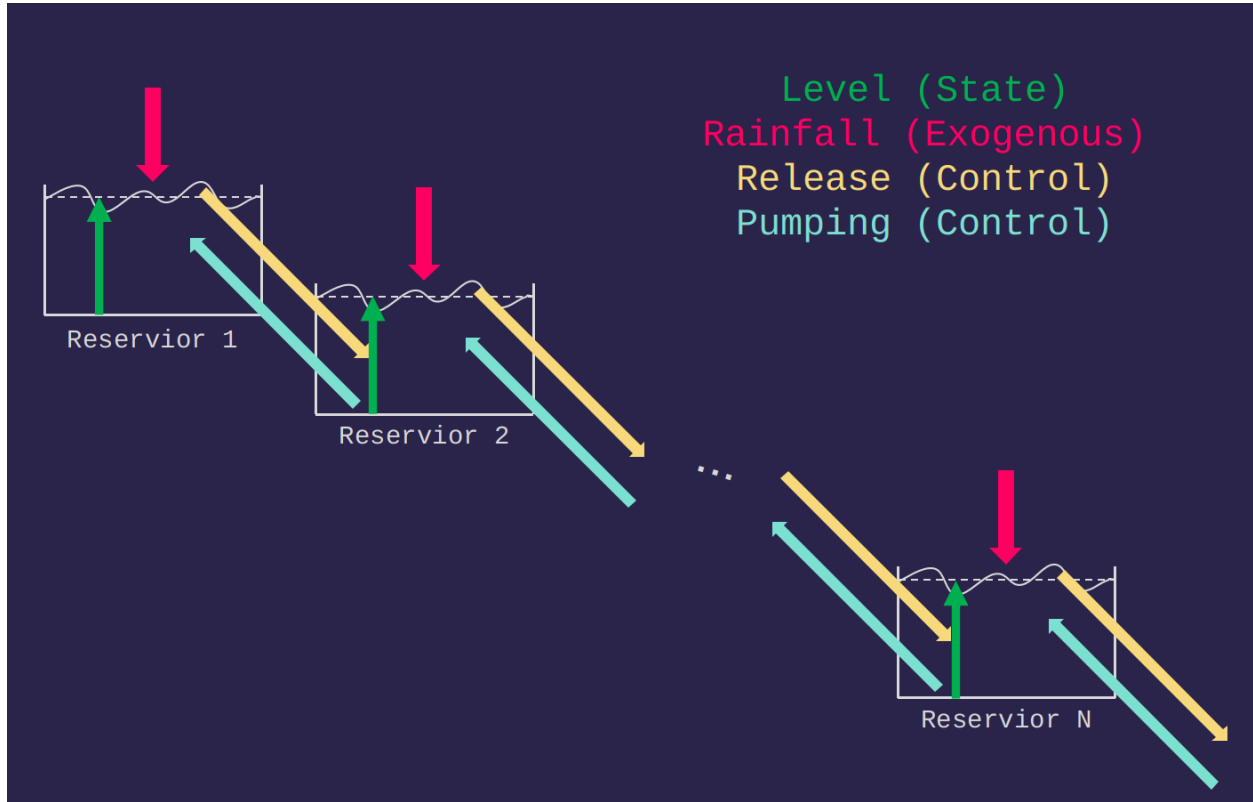 Level (State)
Rainfall (Exogenous)
Release (Control)
Pumping (Control)
Reservior 1
Reservior 2
...
Reservior N